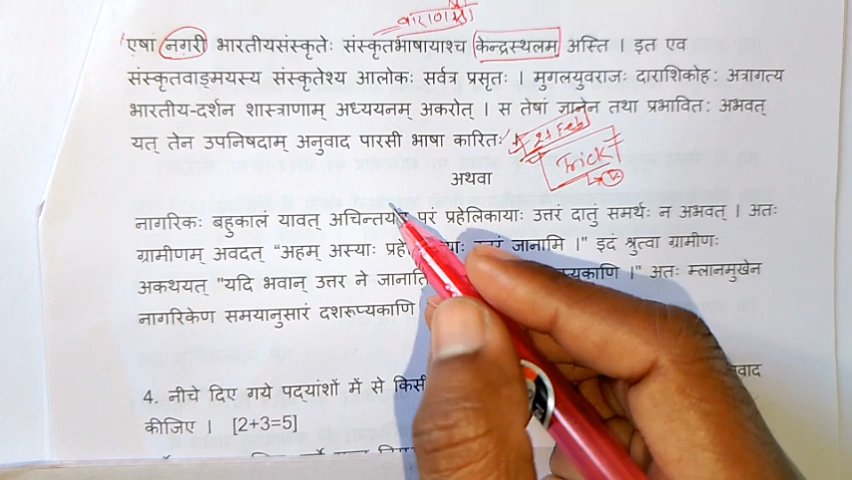 वाराणसी
एषां नगरी भारतीयसंस्कृतेः संस्कृतभाषायाश्च केन्द्रस्थलम अस्ति । इत एव
संस्कृतवाङ्मयस्य संस्कृतेश्य आलोकः सर्वत्र प्रसृतः । मुगलयुवराजः दाराशिकोहः अत्रागत्य
भारतीय-दर्शन शास्त्राणाम् अध्ययनम् अकरोत् । स तेषां ज्ञानेन तथा प्रभावितः अभवत्
यत् तेन उपनिषदाम् अनुवाद पारसी भाषा कारितः
21 Feb
Trick
अथवा
नागरिकः बहुकालं यावत् परं प्रहेलिकायाः उत्तरं दातुं समर्थः न अभवत् । अतः
ग्रामीणम् अवदत् "अहम् अस्याः जानामि ।" इदं श्रुत्वा ग्रामीणः
अकथयत् "यदि भवान् उत्तर ने अतः म्लानमुखेन
नागरिकेण समयानुसारं दशरूप्यकाणि
4. नीचे दिए गये पद्यांशों में से
कीजिए । [2+3=5]